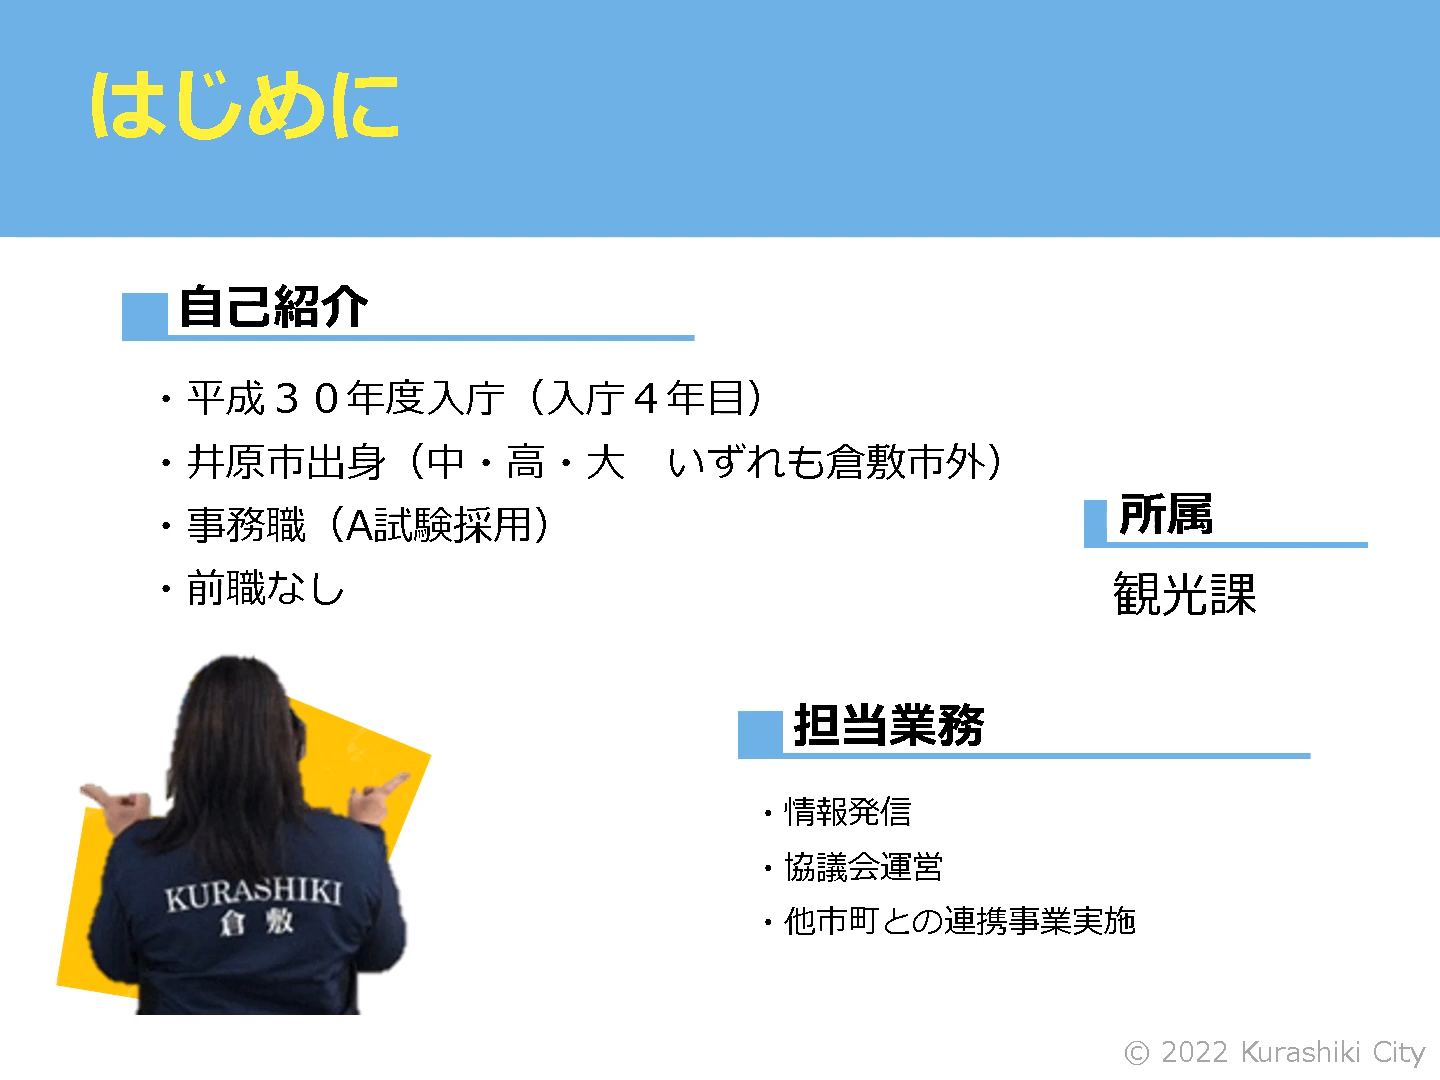 はじめに
自己紹介
・平成３０年度入庁（入庁４年目）
・井原市出身（中・高・大　いずれも倉敷市外）
・事務職（A試験採用）
・前職なし
所属
観光課
担当業務
・情報発信
・協議会運営
・他市町との連携事業実施
KURASHIKI
倉 敷
© 2022 Kurashiki City